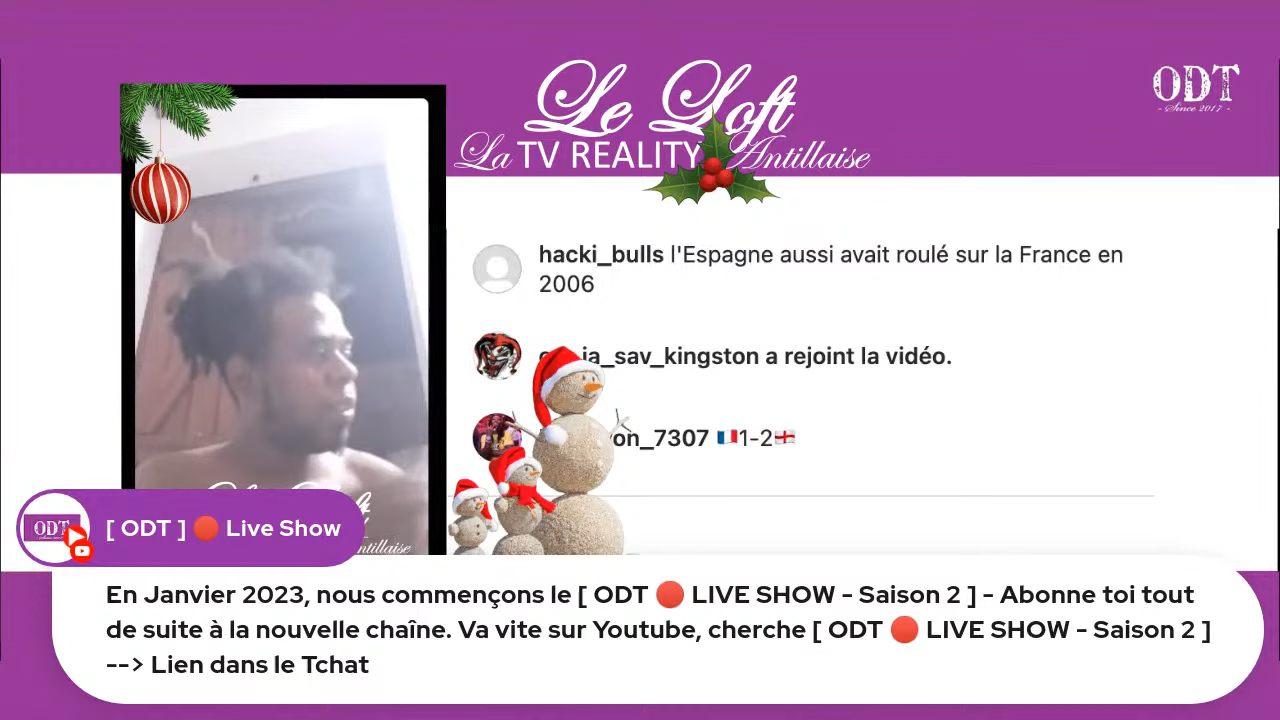 Le Loft
La TV REALITY Antillaise
ODT
- Since 2017 -
hacki_bulls l'Espagne aussi avait roulé sur la France en
2006
ia_sav_kingston a rejoint la vidéo.
on_7307 🇫🇷1-2🏴󠁧󠁢󠁥󠁮󠁧󠁿
ntillaise
ODT
[ ODT ] 🔴 Live Show
En Janvier 2023, nous commençons le [ ODT 🔴 LIVE SHOW - Saison 2 ] - Abonne toi tout
de suite à la nouvelle chaîne. Va vite sur Youtube, cherche [ ODT 🔴 LIVE SHOW - Saison 2 ]
--> Lien dans le Tchat